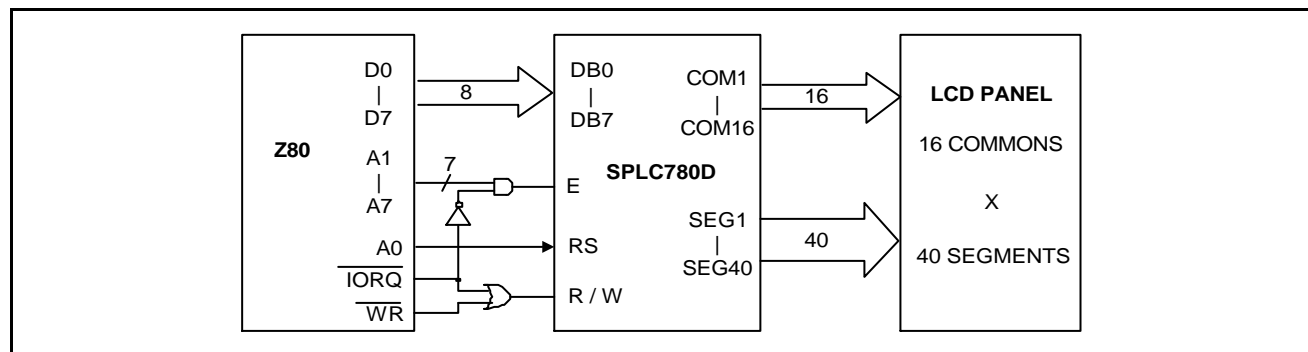 Z80
D0
|
D7
A1
|
A7
A0
IORQ
WR
8
7
DB0
|
DB7
SPLC780D
E
RS
R / W
COM1
|
COM16
SEG1
|
SEG40
16
40
LCD PANEL
16 COMMONS
X
40 SEGMENTS